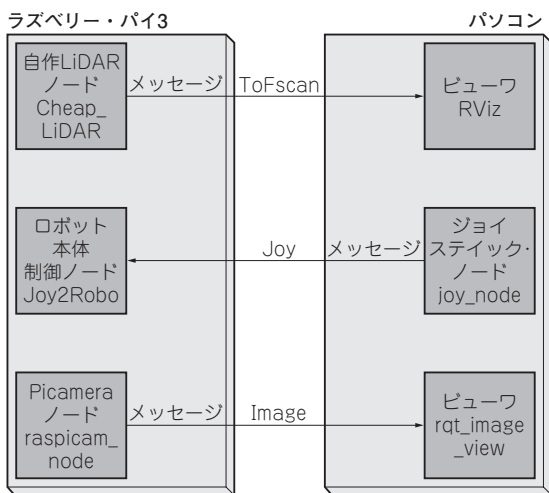 ラズベリー・パイ3
パソコン
自作LiDAR
ノード
Cheap_
LiDAR
メッセージ
ToFscan
ビューワ
RViz
ロボット
本体
制御ノード
Joy2Robo
Joy
メッセージ
ジョイ
スティック・
ノード
joy_node
Picamera
ノード
raspicam_
node
メッセージ
Image
ビューワ
rqt_image
_view